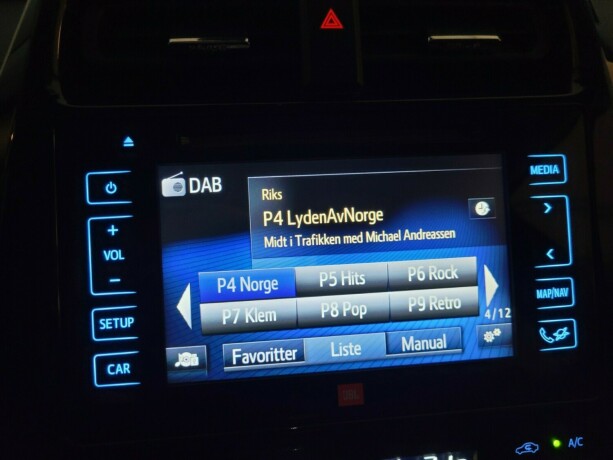 DAB
Riks
P4 LydenAvNorge
Midt i Trafikken med Michael Andreassen
P4 Norge P5 Hits P6 Rock
P7 Klem P8 Pop P9 Retro
4/12
Favoritter Liste Manual
VOL
SETUP
CAR
MEDIA
MAP/NAV
JBL
A/C